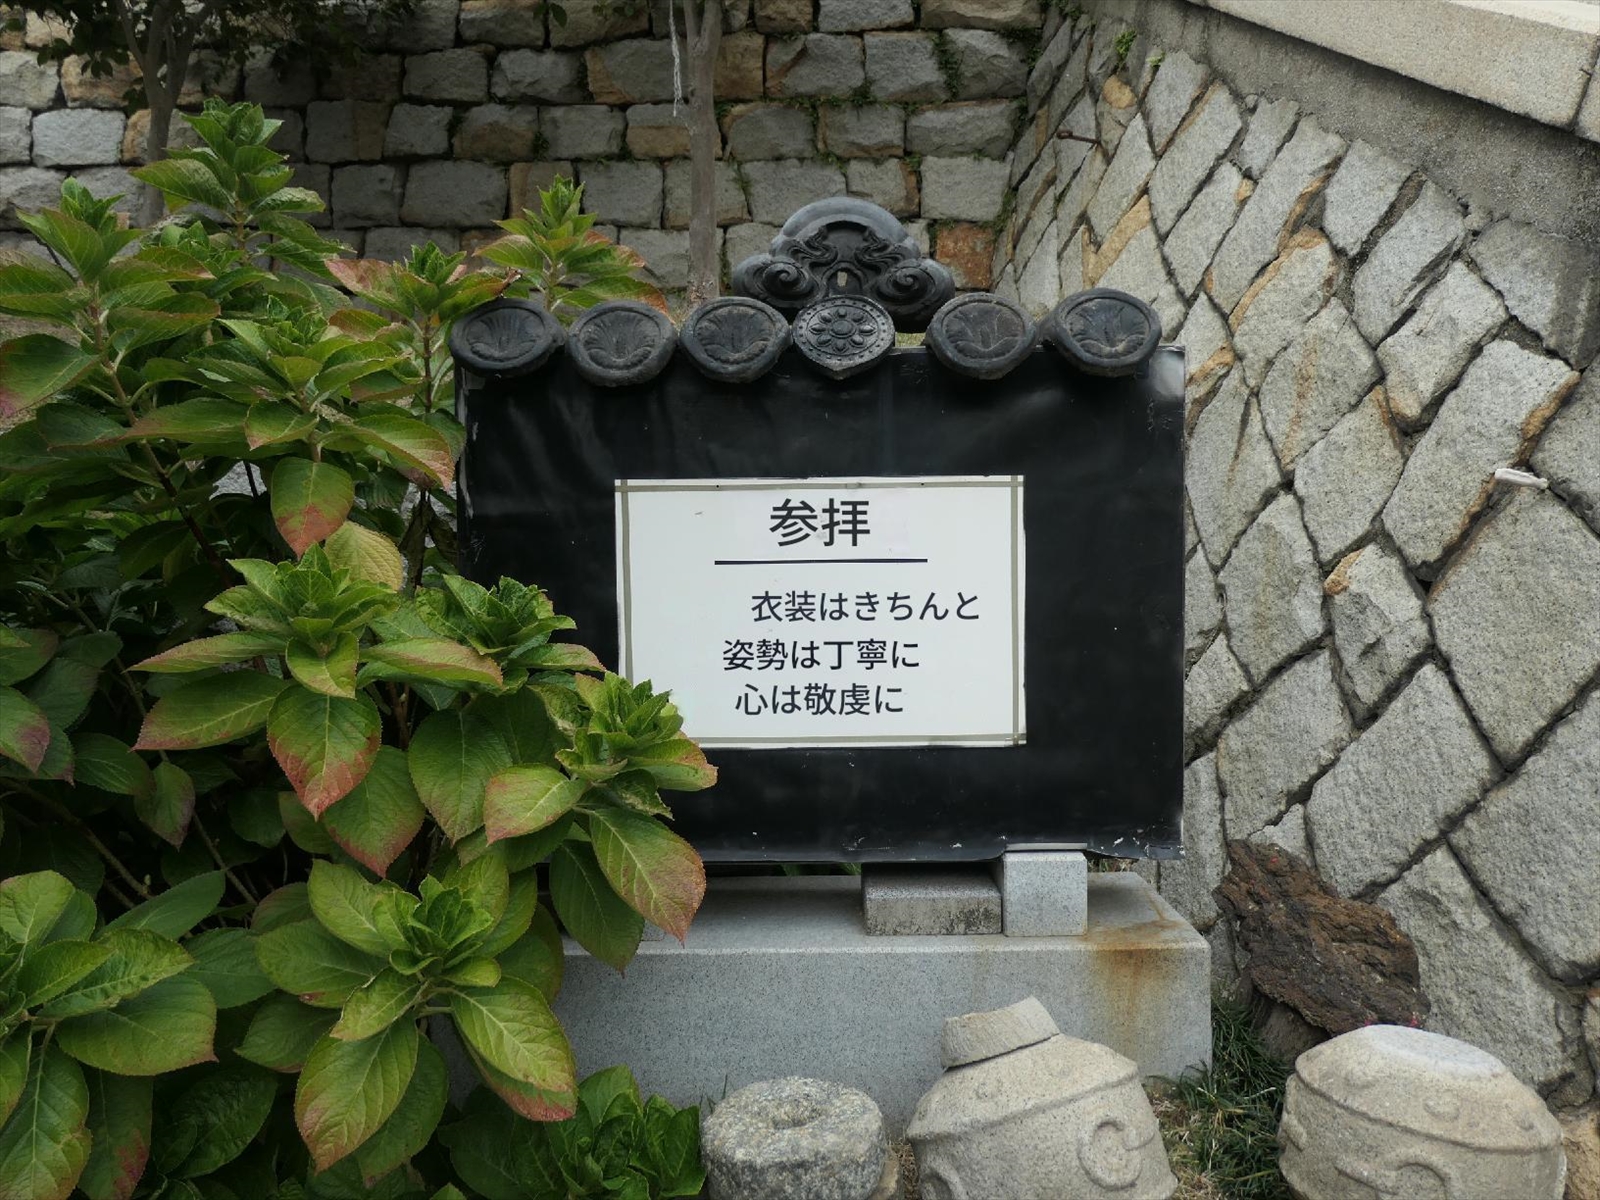 参拝
衣装はきちんと
姿勢は丁寧に
心は敬虔に